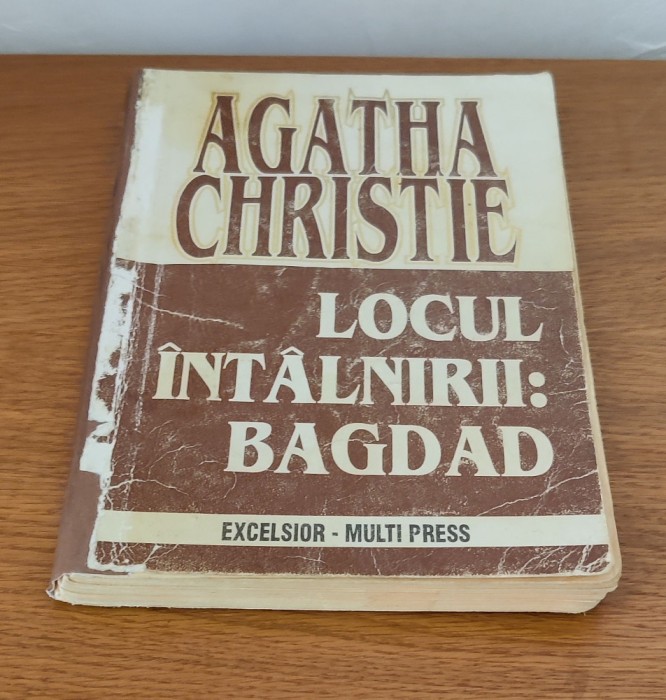 AGATHA
CHRISTIE
LOCUL
ÎNTÂLNIRII:
BAGDAD
EXCELSIOR - MULTI PRESS